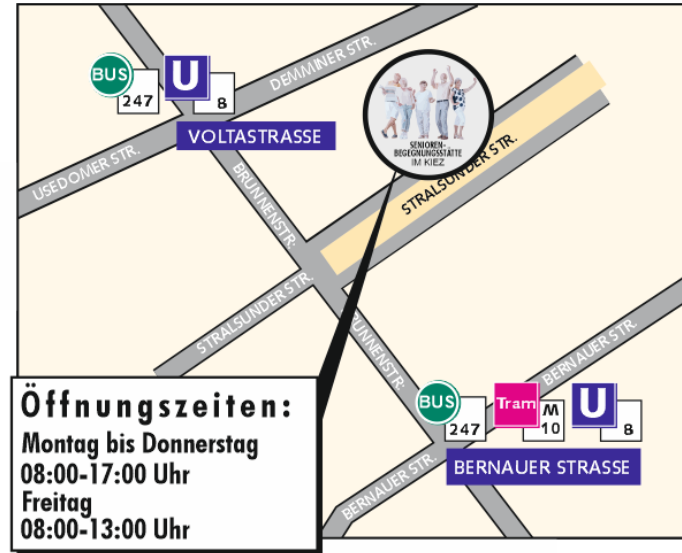 BUS
247
U
8
DEMMINER STR.
VOLTASTRASSE
USEDOMER STR.
SENIOREN-
BEGEGNUNGSSTÄTTE
IM KIEZ
STRALSUNDER STR.
BRUNNENSTR.
STRALSUNDER STR.
RUNNENSTR.
BERNAUER STR.
BUS
247
Tram
M
10
U
8
BERNAUER STRASSE
BERNAUER STR.
Öffnungszeiten:
Montag bis Donnerstag
08:00-17:00 Uhr
Freitag
08:00-13:00 Uhr